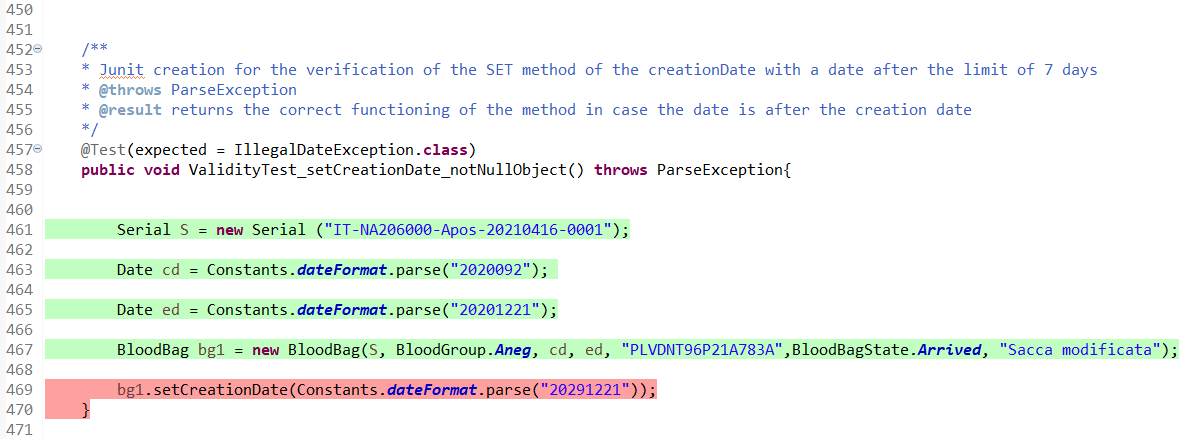 450
451
452 /**
453 * Junit creation for the verification of the SET method of the creationDate with a date after the limit of 7 days
454 * @throws ParseException
455 * @result returns the correct functioning of the method in case the date is after the creation date
456 */
457 @Test(expected = IllegalDateException.class)
458 public void ValidityTest_setCreationDate_notNullObject() throws ParseException{
459
460
461 Serial S = new Serial ("IT-NA206000-Apos-20210416-0001");
462
463 Date cd = Constants.dateFormat.parse("2020092");
464
465 Date ed = Constants.dateFormat.parse("20201221");
466
467 BloodBag bg1 = new BloodBag(S, BloodGroup.Aneg, cd, ed, "PLVDNT96P21A783A",BloodBagState.Arrived, "Sacca modificata");
468
469 bg1.setCreationDate(Constants.dateFormat.parse("20291221"));
470 }
471